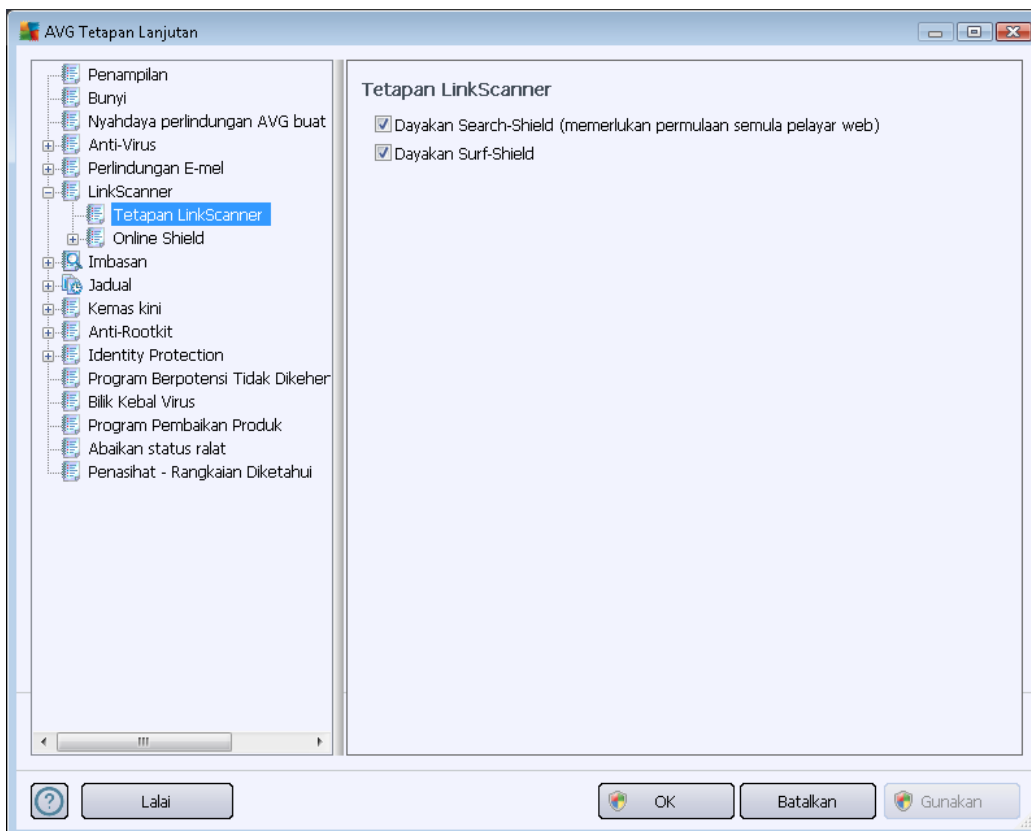 AVG Tetapan Lanjutan
Penampilan
Bunyi
Nyahdaya perlindungan AVG buat
Anti-Virus
Perlindungan E-mel
LinkScanner
Tetapan LinkScanner
Online Shield
Imbasan
Jadual
Kemas kini
Anti-Rootkit
Identity Protection
Program Berpotensi Tidak Dikeher
Bilik Kebal Virus
Program Pembaikan Produk
Abaikan status ralat
Penasihat - Rangkaian Diketahui
Tetapan LinkScanner
Dayakan Search-Shield (memerlukan permulaan semula pelayar web)
Dayakan Surf-Shield
Lalai
OK
Batalkan
Gunakan